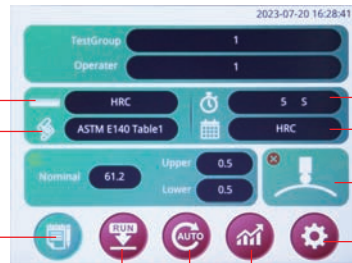 2023-07-20 16:28:41
TestGroup 1
Operater 1
HRC 5 S
ASTM E140 Table1 HRC
Nominal 61.2 Upper 0.5
Lower 0.5
RUN AUTO